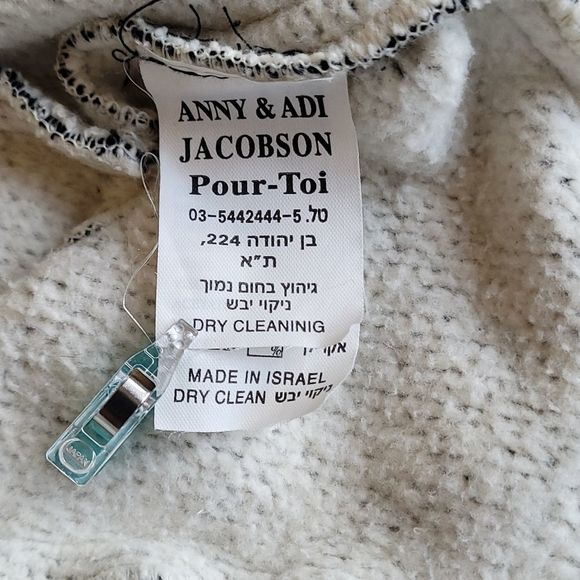 ANNY & ADI
JACOBSON
Pour-Toi
טל. 03-5442444-5
בן יהודה 224,
ת"א
גיהוץ בחום נמוך
ניקוי יבש
DRY CLEANINIG
%
MADE IN ISRAEL
DRY CLEAN ניקוי יבש
JAPAN